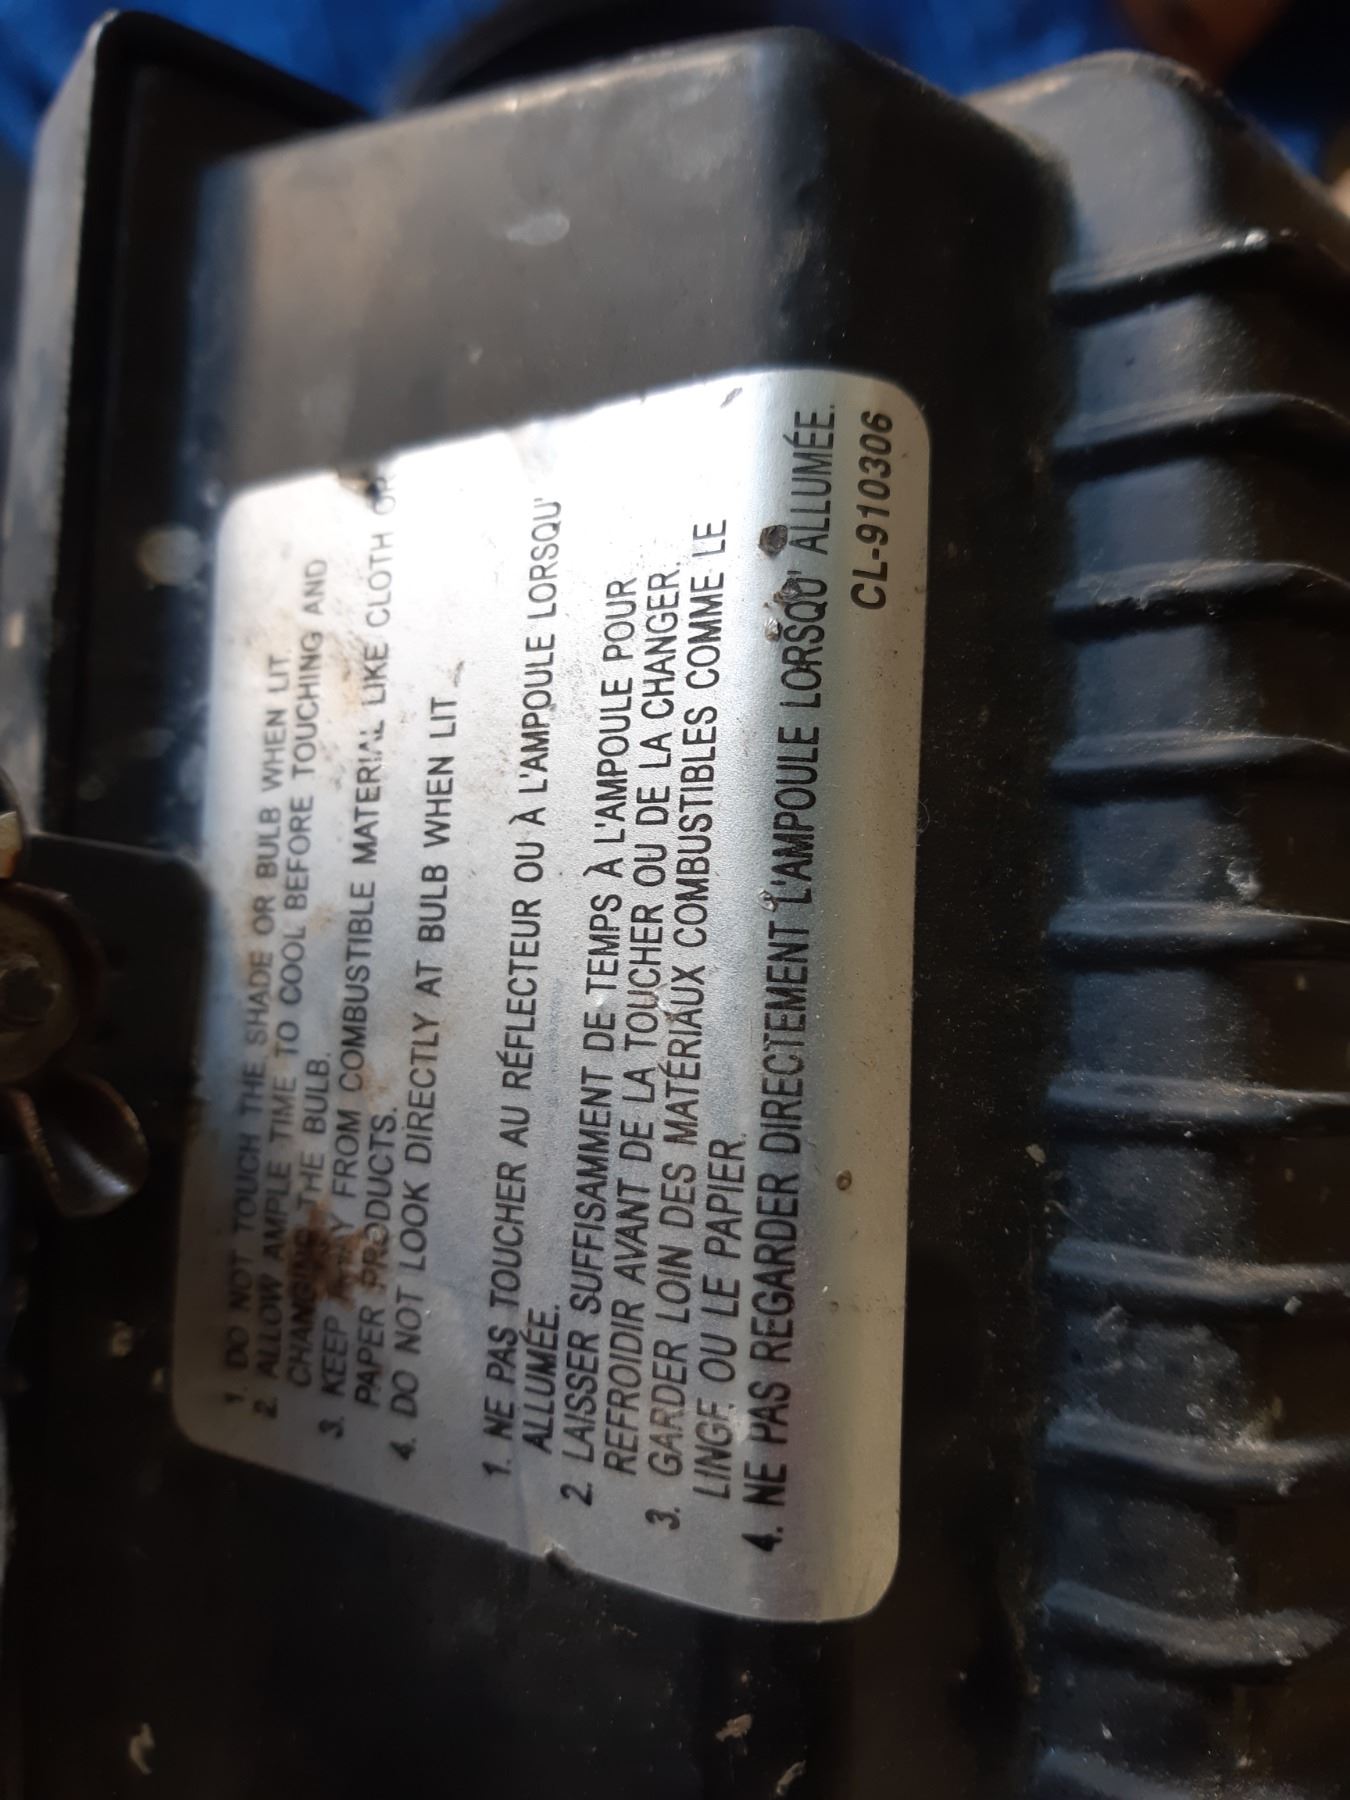 1. DO NOT TOUCH THE SHADE OR BULB WHEN LIT.
2. ALLOW AMPLE TIME TO COOL BEFORE TOUCHING AND
CHANGING THE BULB.
3. KEEP AWAY FROM COMBUSTIBLE MATERIAL LIKE CLOTH OR
PAPER PRODUCTS.
4. DO NOT LOOK DIRECTLY AT BULB WHEN LIT
1. NE PAS TOUCHER AU RÉFLECTEUR OU À L'AMPOULE LORSQU'
ALLUMÉE.
2. LAISSER SUFFISAMMENT DE TEMPS À L'AMPOULE POUR
REFROIDIR AVANT DE LA TOUCHER OU DE LA CHANGER.
3. GARDER LOIN DES MATÉRIAUX COMBUSTIBLES COMME LE
LINGE OU LE PAPIER.
4. NE PAS REGARDER DIRECTEMENT L'AMPOULE LORSQU' ALLUMÉE.
CL-910306